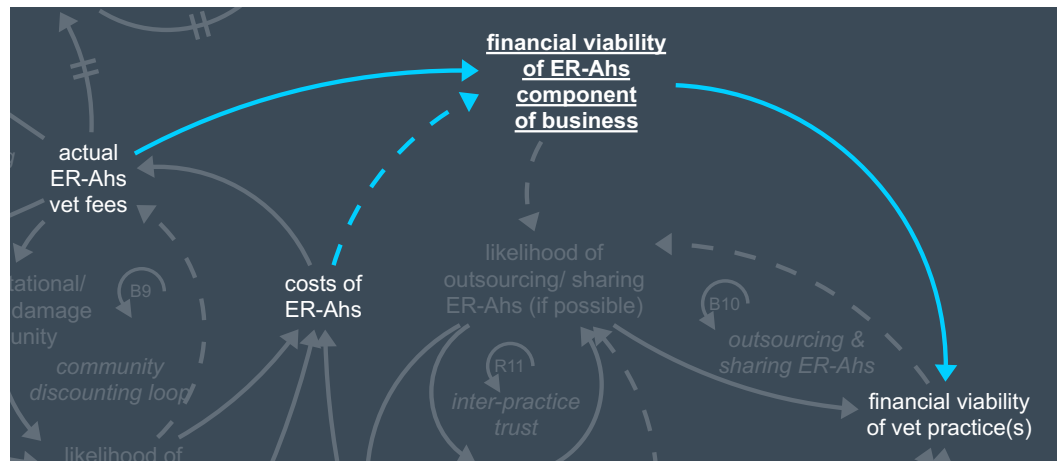 financial viability
of ER-Ahs
component
of business
actual
ER-Ahs
vet fees
likelihood of
outsourcing/ sharing
ER-Ahs (if possible)
costs of
ER-Ahs
tational/
damage
unity
B9
B10
community
discounting loop
outsourcing &
sharing ER-Ahs
R11
inter-practice
trust
financial viability
of vet practice(s)
likelihood of